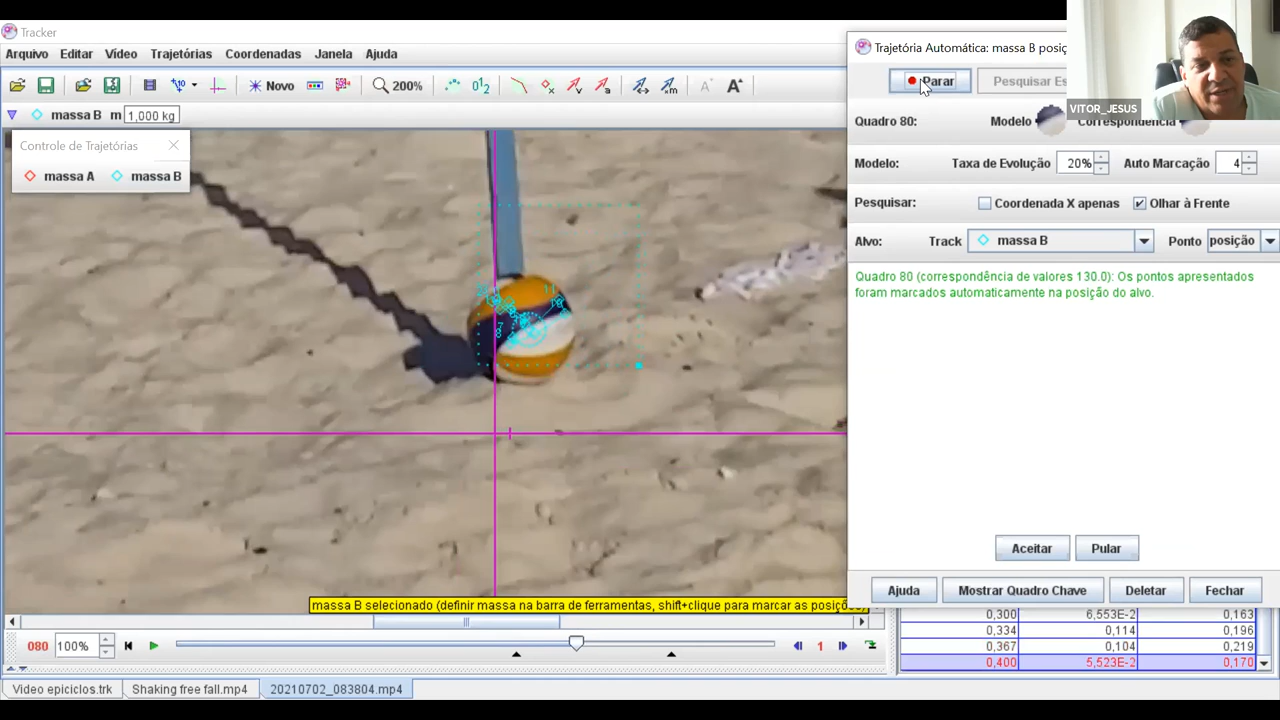 Tracker
Arquivo Editar Vídeo Trajetórias Coordenadas Janela Ajuda
Novo 200%
massa B m 1,000 kg
Controle de Trajetórias
massa A massa B
Trajetória Automática: massa B posiç
Parar Pesquisar Es
VITOR_JESUS
Quadro 80: Modelo Correspondência
Modelo: Taxa de Evolução 20% Auto Marcação 4
Pesquisar: Coordenada X apenas Olhar à Frente
Alvo: Track massa B Ponto posição
Quadro 80 (correspondência de valores 130.0): Os pontos apresentados
foram marcados automaticamente na posição do alvo.
Aceitar Pular
Ajuda Mostrar Quadro Chave Deletar Fechar
massa B selecionado (definir massa na barra de ferramentas, shift+clique para marcar as posições)
0,300 6,553E-2 0,163
0,334 0,114 0,196
0,367 0,104 0,219
0,400 5,523E-2 0,170
080 100% 1
Video epiciclos.trk Shaking free fall.mp4 20210702_083804.mp4